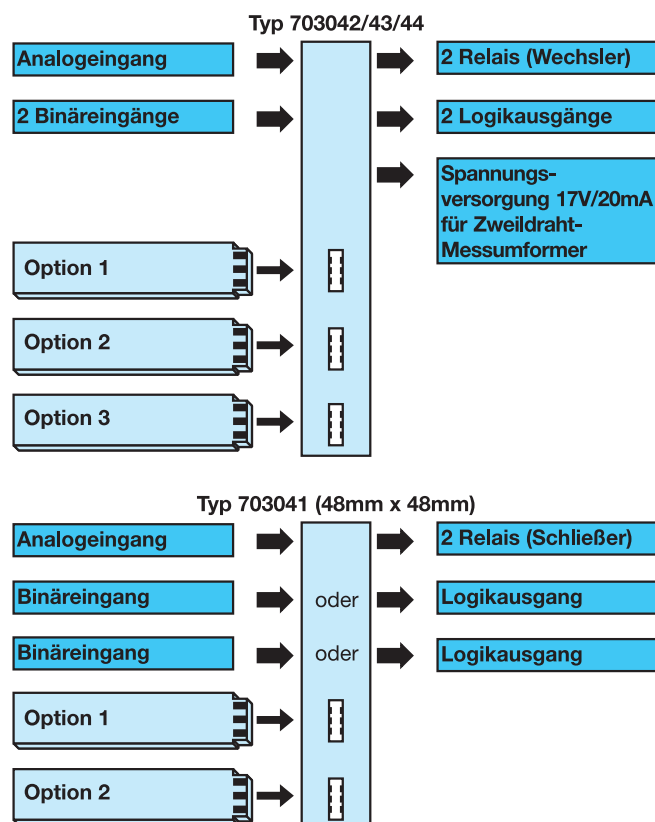 Typ 703042/43/44
Analogeingang
2 Relais (Wechsler)
2 Binäreingänge
2 Logikausgänge
Spannungs-
versorgung 17V/20mA
für Zweildraht-
Messumformer
Option 1
Option 2
Option 3
Typ 703041 (48mm x 48mm)
Analogeingang
2 Relais (Schließer)
Binäreingang
oder
Logikausgang
Binäreingang
oder
Logikausgang
Option 1
Option 2